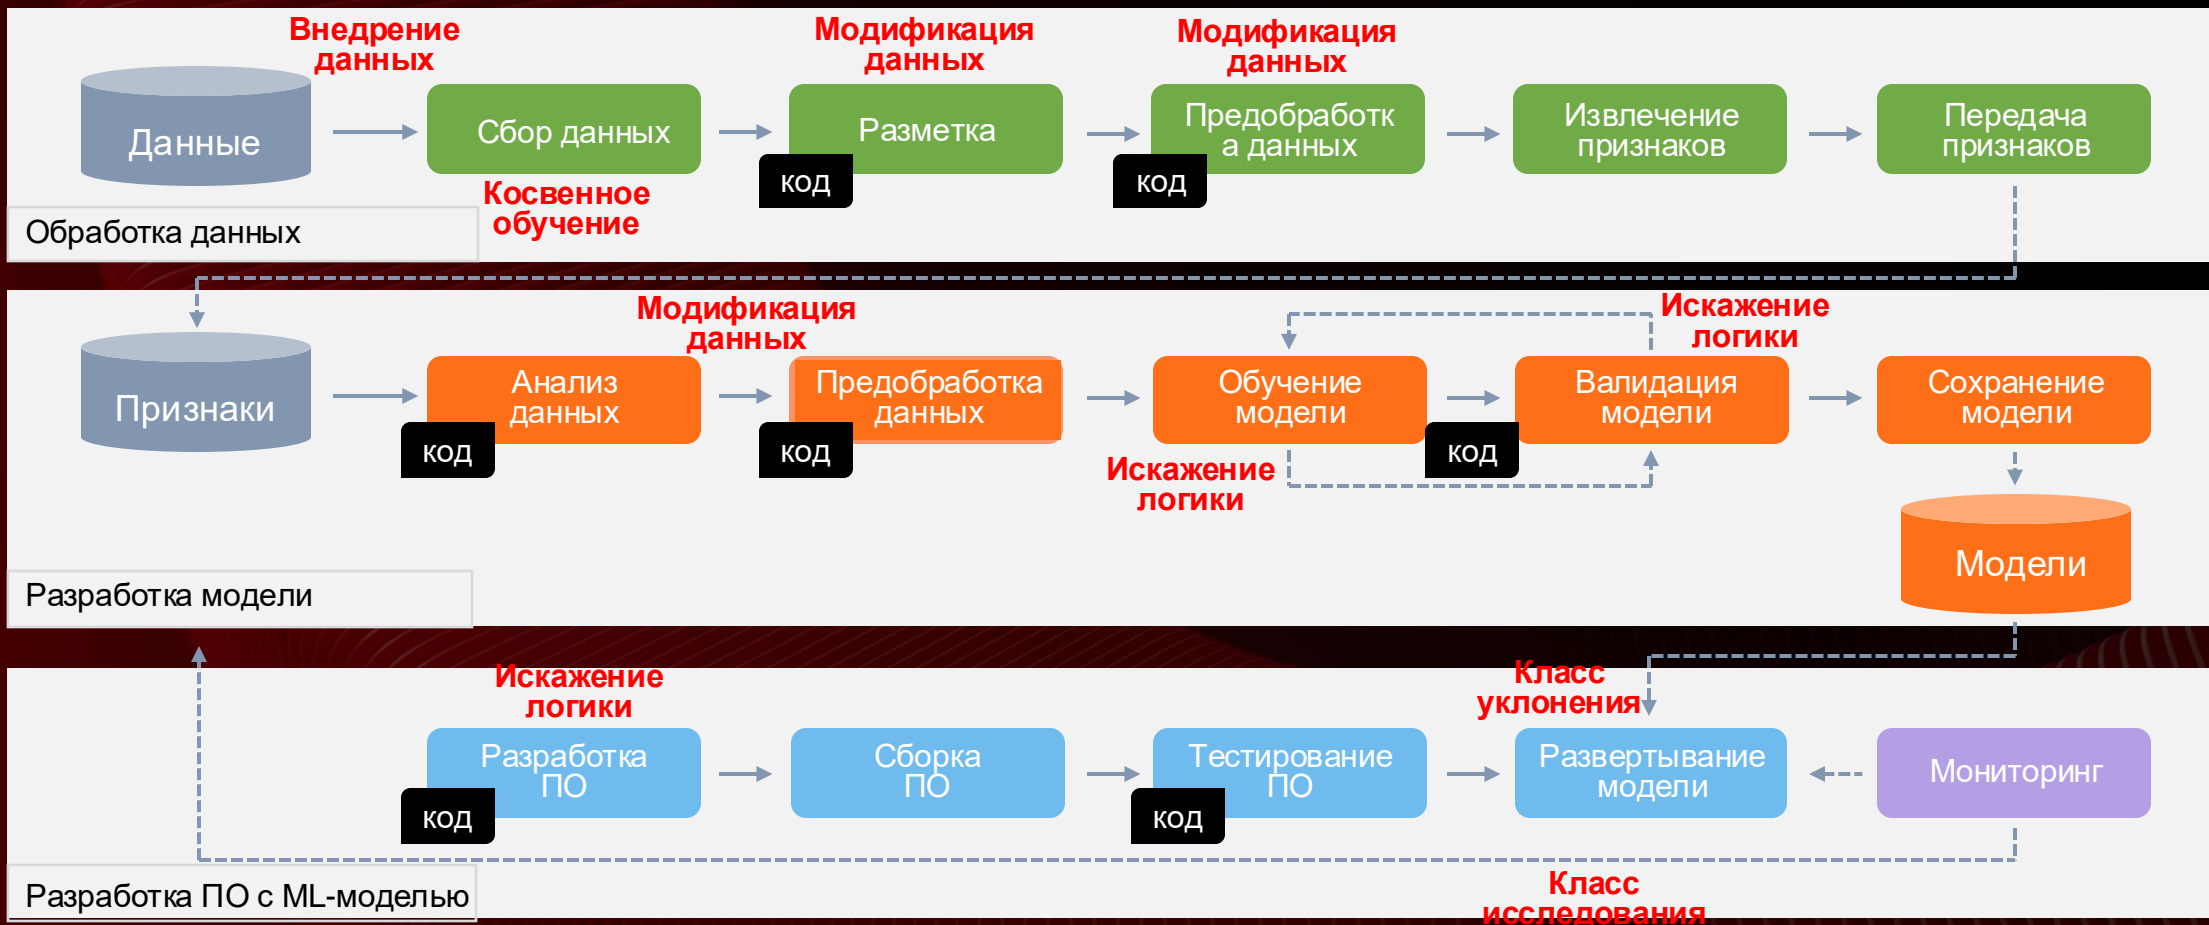 Внедрение
данных
Модификация
данных
Модификация
данных
Данные
Сбор данных
Разметка
Предобработк
а данных
Извлечение
признаков
Передача
признаков
код
код
Косвенное
обучение
Обработка данных
Модификация
данных
Искажение
логики
Признаки
Анализ
данных
Предобработка
данных
Обучение
модели
Валидация
модели
Сохранение
модели
код
код
код
Искажение
логики
Модели
Разработка модели
Искажение
логики
Класс
уклонения
Разработка
ПО
Сборка
ПО
Тестирование
ПО
Развертывание
модели
Мониторинг
код
код
Разработка ПО с ML-моделью
Класс
исследования